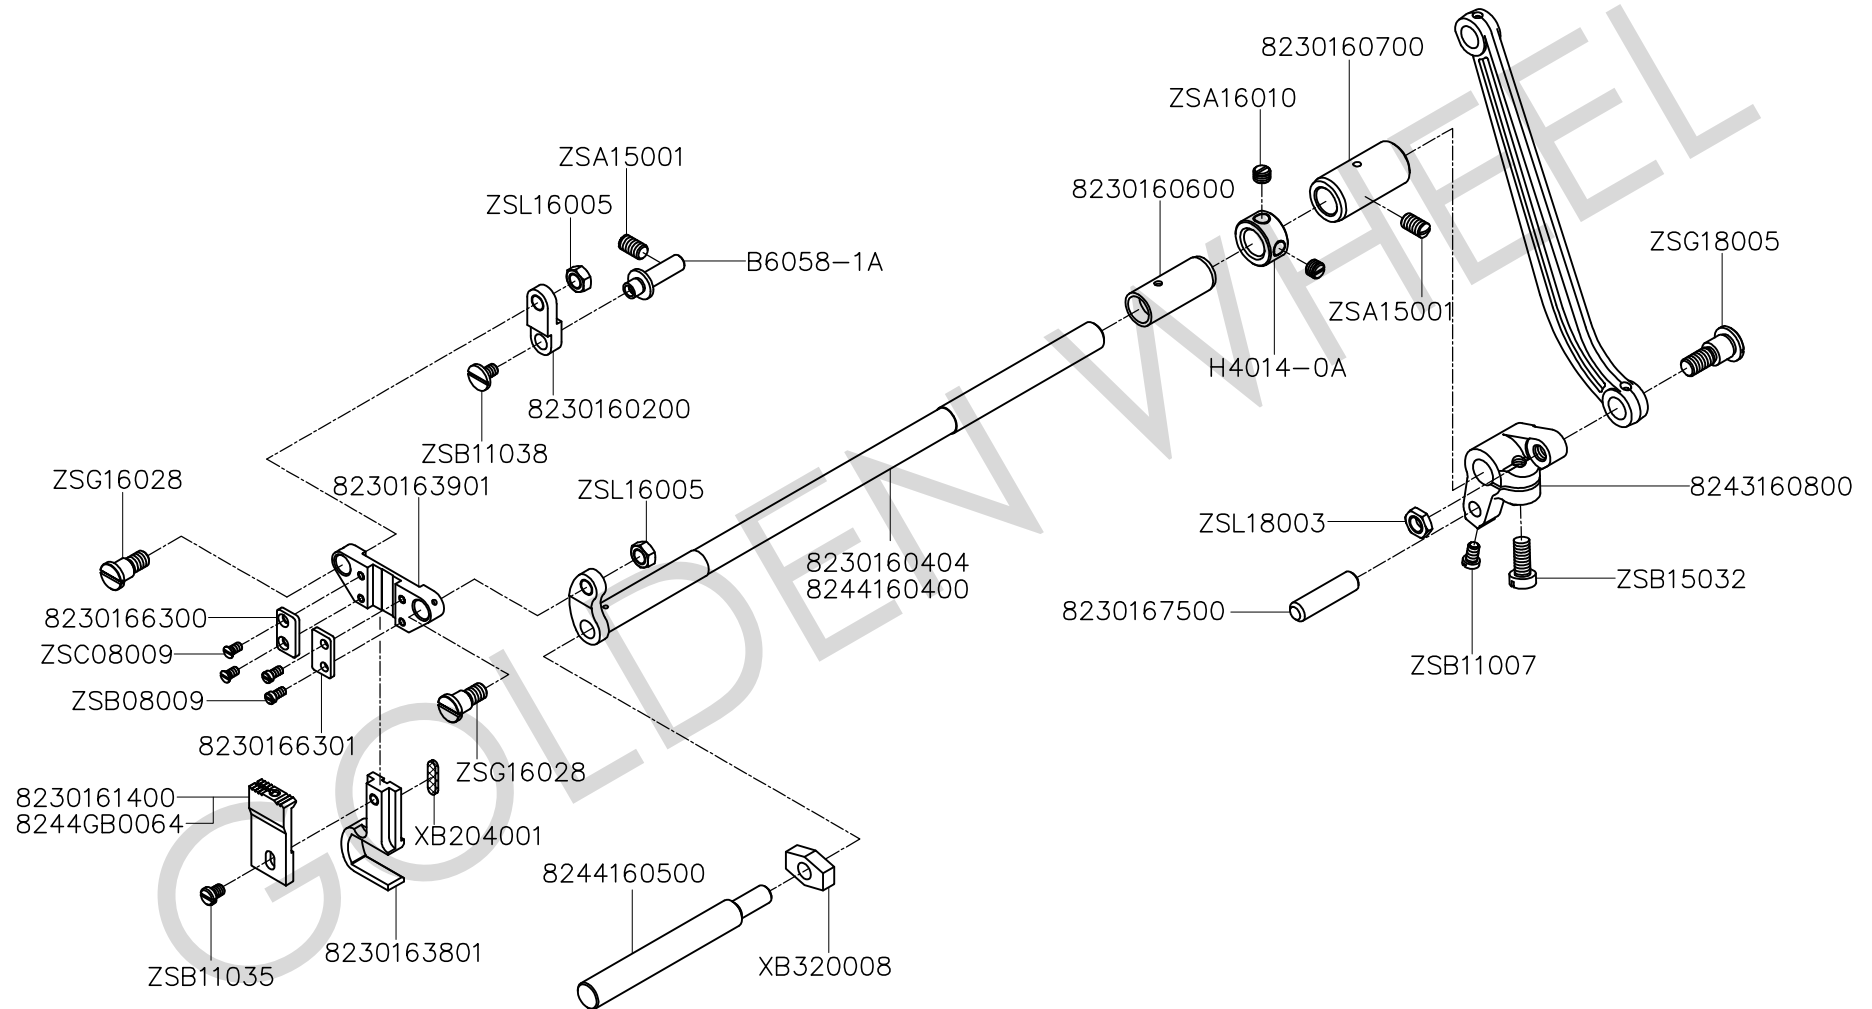 8230160700
ZSA16010
ZSA15001
8230160600
ZSL16005
ZSG18005
B6058-1A
ZSA15001
H4014-0A
8230160200
ZSB11038
ZSG16028
8230163901
ZSL16005
8243160800
ZSL18003
8230160404
8244160400
ZSB15032
8230167500
8230166300
ZSC08009
ZSB11007
ZSB08009
8230166301
ZSG16028
8230161400
8244GB0064
XB204001
8244160500
8230163801
XB320008
ZSB11035
GOLDEN WHEEL